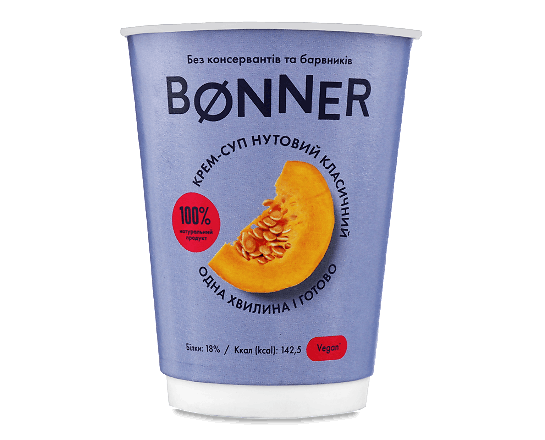 Без консервантів та барвників
BØNNER
КРЕМ-СУП НУТОВИЙ КЛАСИЧНИЙ
100%
натуральний
продукт
ОДНА ХВИЛИНА І ГОТОВО
Білки: 18% / Ккал (kcal): 142,5
Vegan